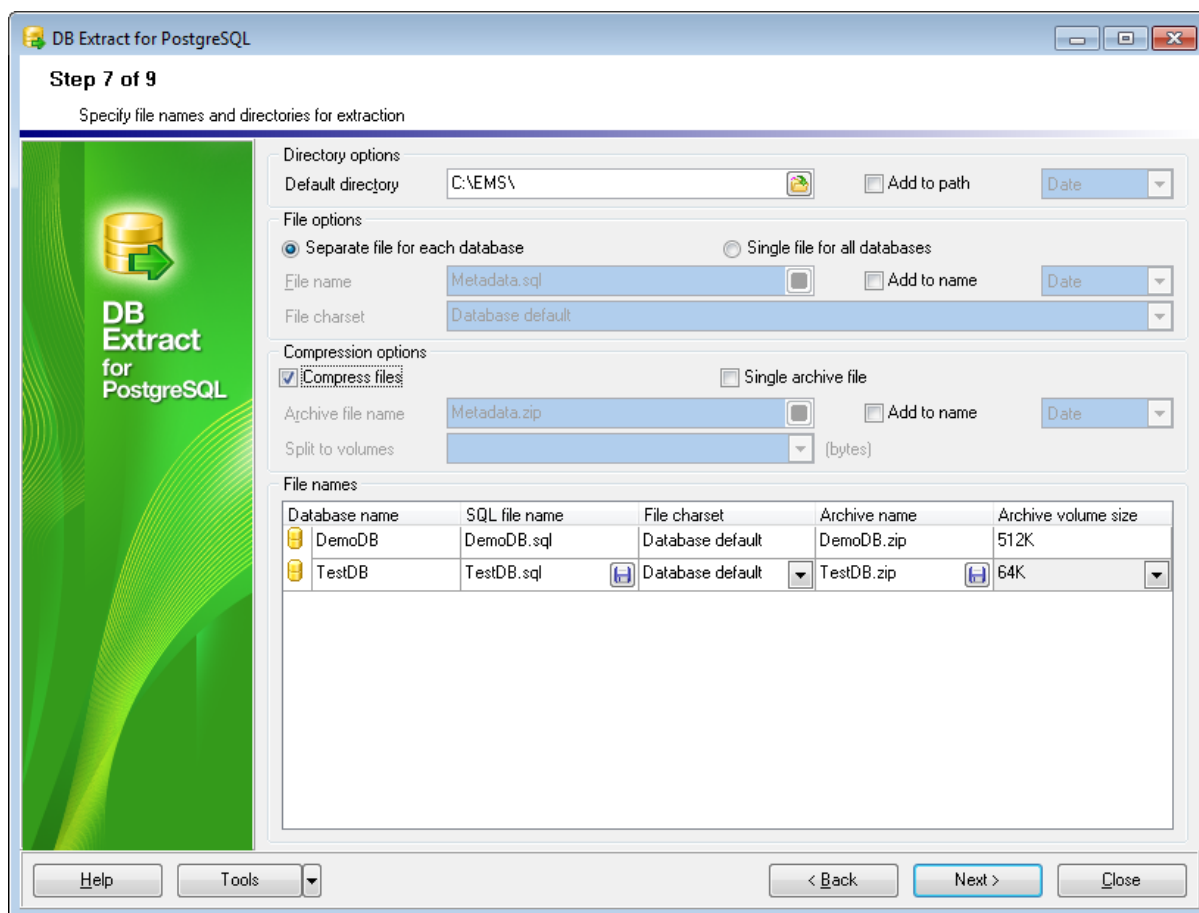 DB Extract for PostgreSQL
Step 7 of 9
Specify file names and directories for extraction
DB
Extract
for
PostgreSQL
Directory options
Default directory C:\EMS\ Add to path Date
File options
Separate file for each database Single file for all databases
File name Metadata.sql Add to name Date
File charset Database default
Compression options
Compress files Single archive file
Archive file name Metadata.zip Add to name Date
Split to volumes (bytes)
File names
Database name SQL file name File charset Archive name Archive volume size
DemoDB DemoDB.sql Database default DemoDB.zip 512K
TestDB TestDB.sql Database default TestDB.zip 64K
Help Tools < Back Next > Close